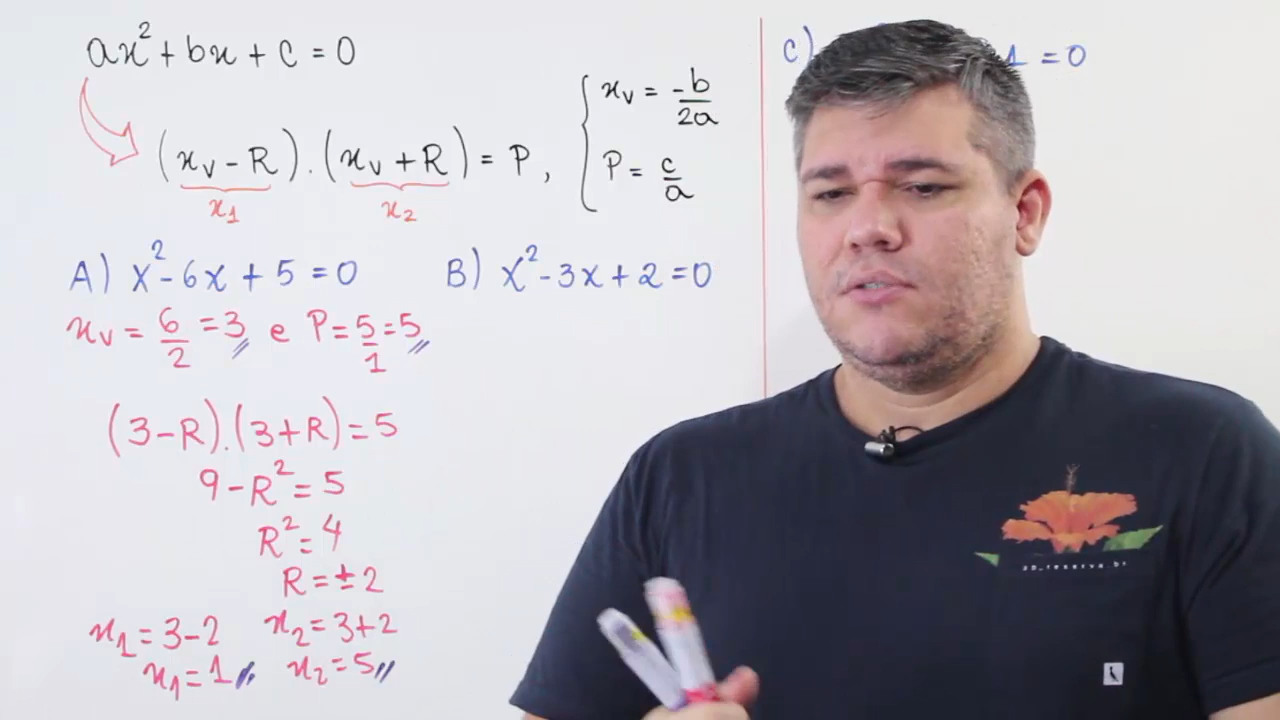 ax² + bx + c = 0
(xᵥ - R) . (xᵥ + R) = P,
x₁ x₂
xᵥ = -b/2a
P = c/a
A) x² - 6x + 5 = 0
xᵥ = 6/2 = 3 e P = 5/1 = 5
(3 - R) . (3 + R) = 5
9 - R² = 5
R² = 4
R = ± 2
x₁ = 3 - 2 x₂ = 3 + 2
x₁ = 1 x₂ = 5
B) x² - 3x + 2 = 0
C) 1 = 0